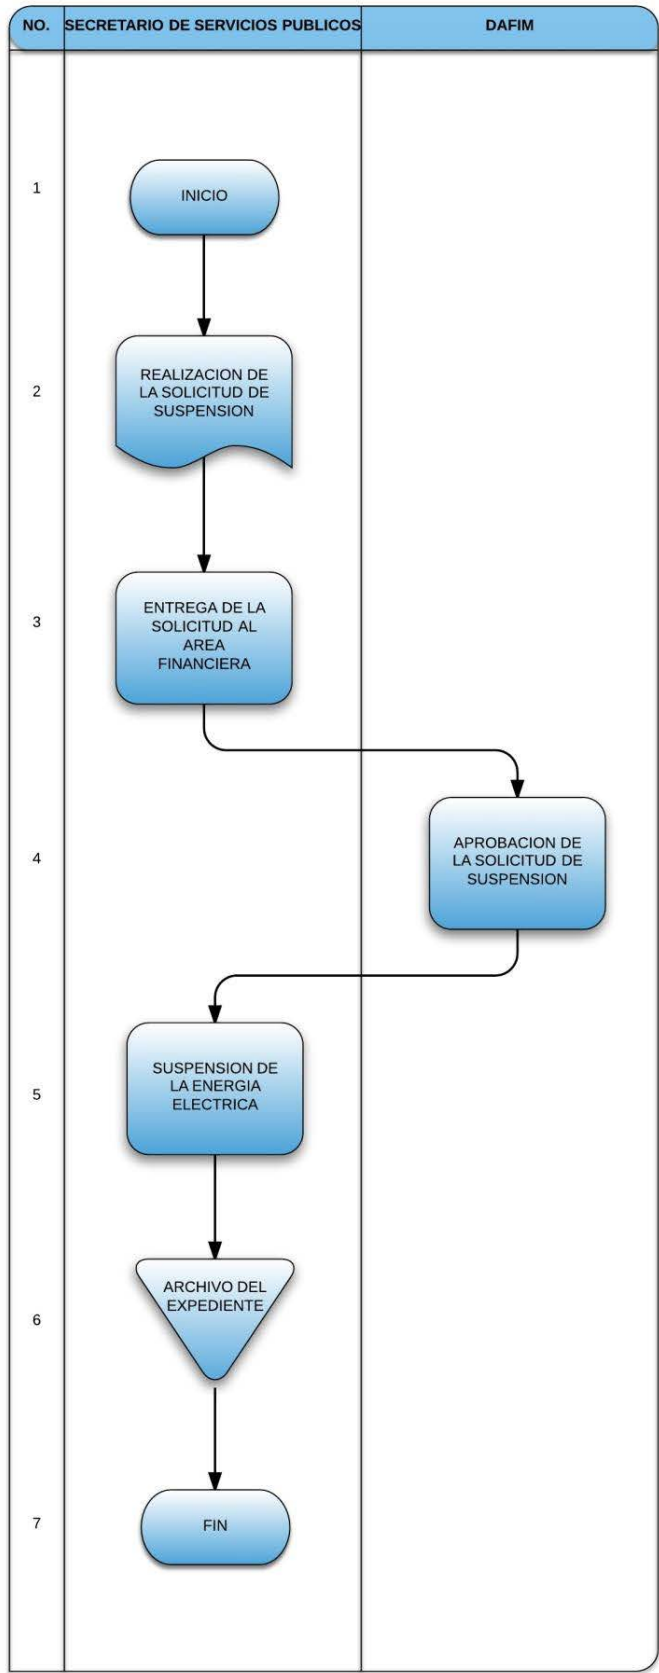 NO. SECRETARIO DE SERVICIOS PUBLICOS DAFIM
1
INICIO
2
REALIZACION DE
LA SOLICITUD DE
SUSPENSION
3
ENTREGA DE LA
SOLICITUD AL
AREA
FINANCIERA
4
APROBACION DE
LA SOLICITUD DE
SUSPENSION
5
SUSPENSION DE
LA ENERGIA
ELECTRICA
6
ARCHIVO DEL
EXPEDIENTE
7
FIN